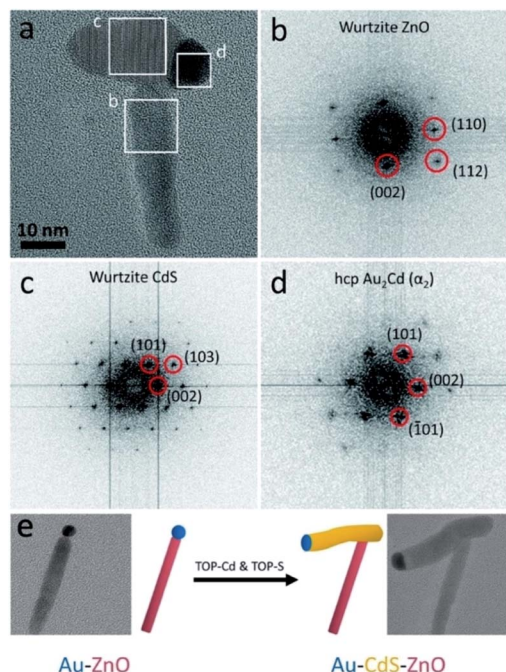 a
c
d
b
10 nm
b
Wurtzite ZnO
(110)
(112)
(002)
c
Wurtzite CdS
(101)
(103)
(002)
d
hcp Au₂Cd (α₂)
(101)
(002)
(1̄01)
e
TOP-Cd & TOP-S
Au-ZnO
Au-CdS-ZnO